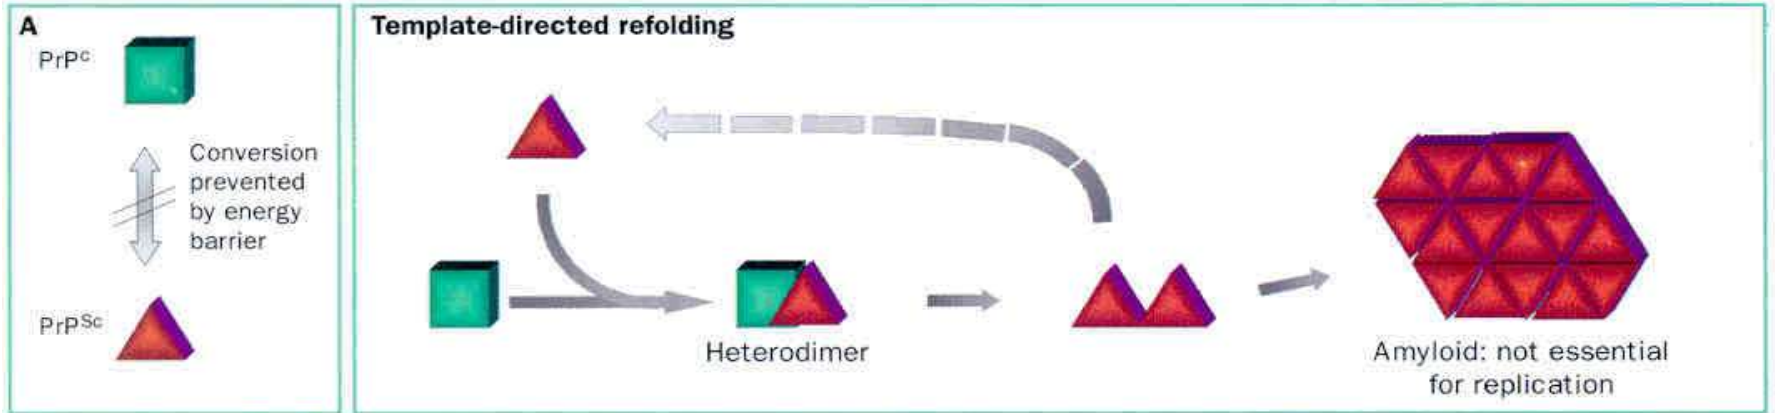 A
PrPᶜ
Conversion
prevented
by energy
barrier
PrPˢᶜ
Template-directed refolding
Heterodimer
Amyloid: not essential
for replication